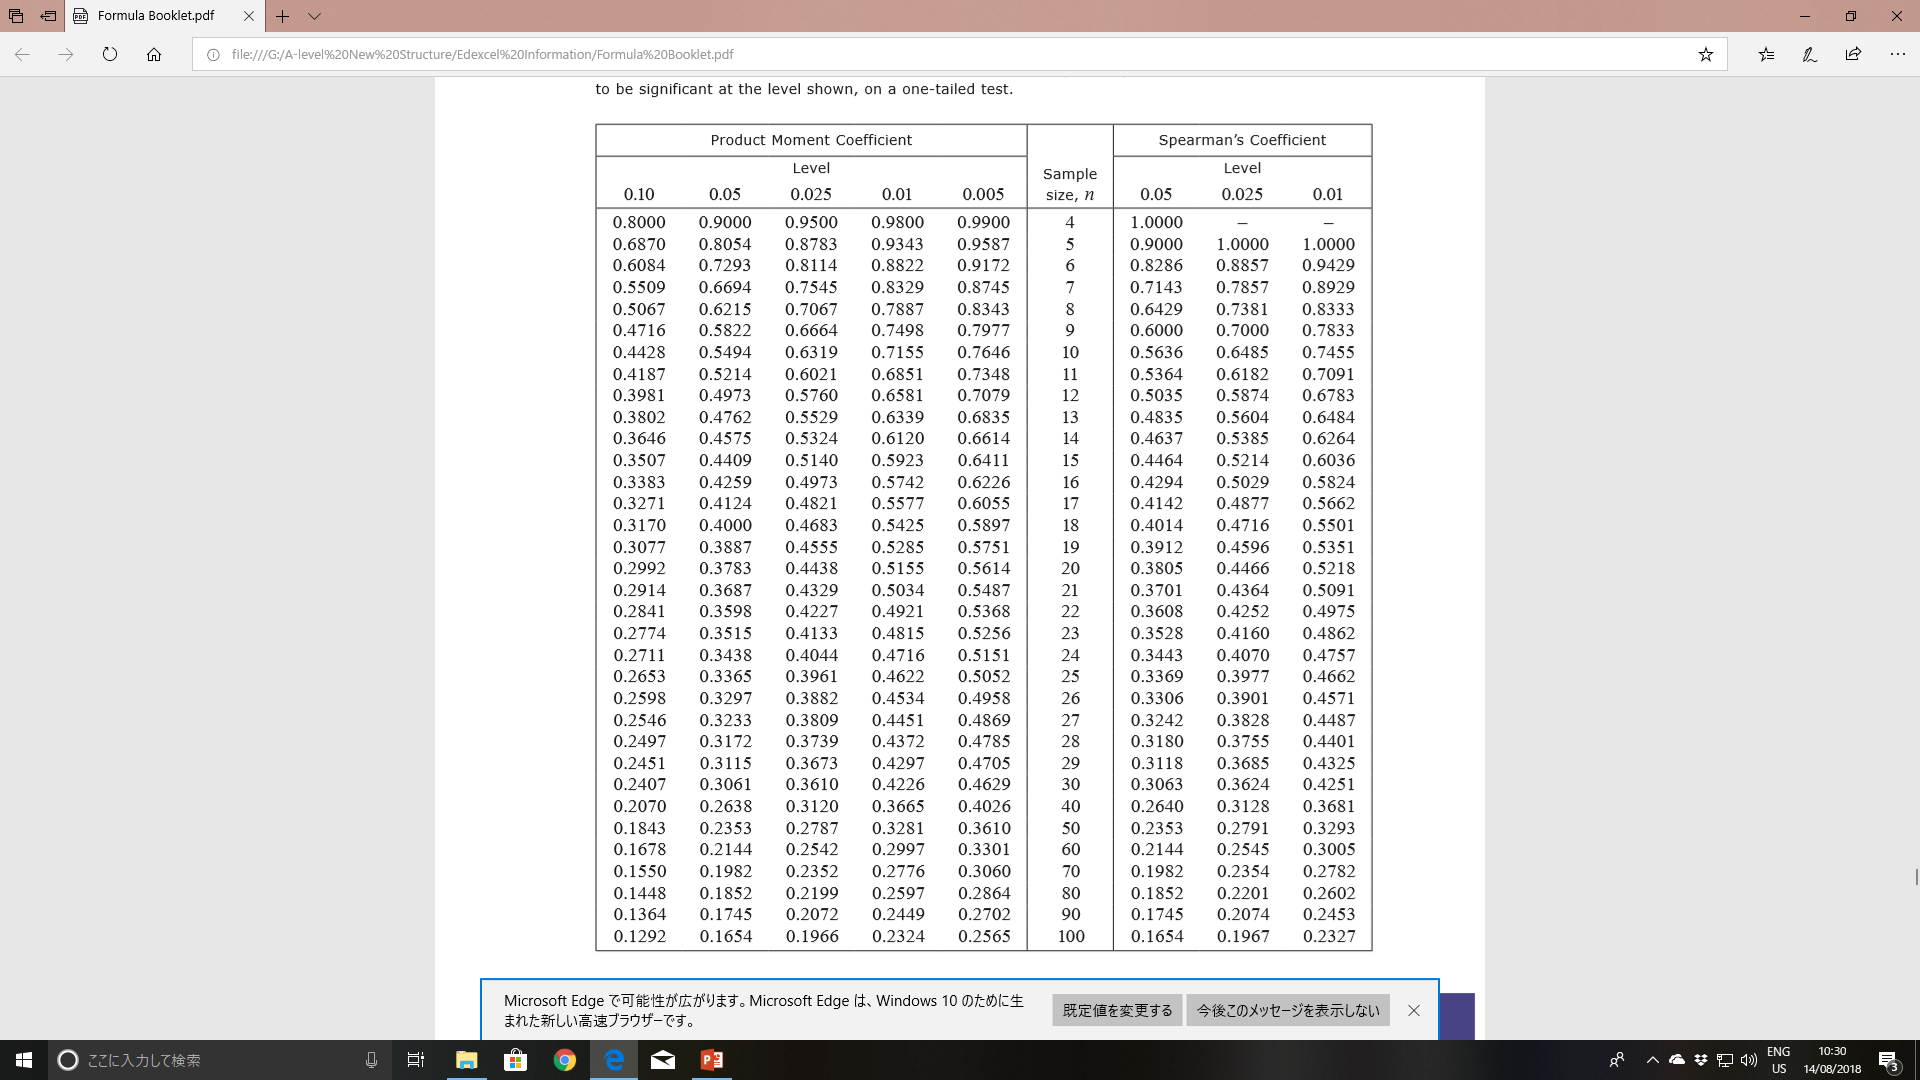 Formula Booklet.pdf
file:///G:/A-level%20New%20Structure/Edexcel%20Information/Formula%20Booklet.pdf
to be significant at the level shown, on a one-tailed test.
Product Moment Coefficient Spearman’s Coefficient
Level Sample Level
0.10 0.05 0.025 0.01 0.005 size, n 0.05 0.025 0.01
0.8000 0.9000 0.9500 0.9800 0.9900 4 1.0000 – –
0.6870 0.8054 0.8783 0.9343 0.9587 5 0.9000 1.0000 1.0000
0.6084 0.7293 0.8114 0.8822 0.9172 6 0.8286 0.8857 0.9429
0.5509 0.6694 0.7545 0.8329 0.8745 7 0.7143 0.7857 0.8929
0.5067 0.6215 0.7067 0.7887 0.8343 8 0.6429 0.7381 0.8333
0.4716 0.5822 0.6664 0.7498 0.7977 9 0.6000 0.7000 0.7833
0.4428 0.5494 0.6319 0.7155 0.7646 10 0.5636 0.6485 0.7455
0.4187 0.5214 0.6021 0.6851 0.7348 11 0.5364 0.6182 0.7091
0.3981 0.4973 0.5760 0.6581 0.7079 12 0.5035 0.5874 0.6783
0.3802 0.4762 0.5529 0.6339 0.6835 13 0.4835 0.5604 0.6484
0.3646 0.4575 0.5324 0.6120 0.6614 14 0.4637 0.5385 0.6264
0.3507 0.4409 0.5140 0.5923 0.6411 15 0.4464 0.5214 0.6036
0.3383 0.4259 0.4973 0.5742 0.6226 16 0.4294 0.5029 0.5824
0.3271 0.4124 0.4821 0.5577 0.6055 17 0.4142 0.4877 0.5662
0.3170 0.4000 0.4683 0.5425 0.5897 18 0.4014 0.4716 0.5501
0.3077 0.3887 0.4555 0.5285 0.5751 19 0.3912 0.4596 0.5351
0.2992 0.3783 0.4438 0.5155 0.5614 20 0.3805 0.4466 0.5218
0.2914 0.3687 0.4329 0.5034 0.5487 21 0.3701 0.4364 0.5091
0.2841 0.3598 0.4227 0.4921 0.5368 22 0.3608 0.4252 0.4975
0.2774 0.3515 0.4133 0.4815 0.5256 23 0.3528 0.4160 0.4862
0.2711 0.3438 0.4044 0.4716 0.5151 24 0.3443 0.4070 0.4757
0.2653 0.3365 0.3961 0.4622 0.5052 25 0.3369 0.3977 0.4662
0.2598 0.3297 0.3882 0.4534 0.4958 26 0.3306 0.3901 0.4571
0.2546 0.3233 0.3809 0.4451 0.4869 27 0.3242 0.3828 0.4487
0.2497 0.3172 0.3739 0.4372 0.4785 28 0.3180 0.3755 0.4401
0.2451 0.3115 0.3673 0.4297 0.4705 29 0.3118 0.3685 0.4325
0.2407 0.3061 0.3610 0.4226 0.4629 30 0.3063 0.3624 0.4251
0.2070 0.2638 0.3120 0.3665 0.4026 40 0.2640 0.3128 0.3681
0.1843 0.2353 0.2787 0.3281 0.3610 50 0.2353 0.2791 0.3293
0.1678 0.2144 0.2542 0.2997 0.3301 60 0.2144 0.2545 0.3005
0.1550 0.1982 0.2352 0.2776 0.3060 70 0.1982 0.2354 0.2782
0.1448 0.1852 0.2199 0.2597 0.2864 80 0.1852 0.2201 0.2602
0.1364 0.1745 0.2072 0.2449 0.2702 90 0.1745 0.2074 0.2453
0.1292 0.1654 0.1966 0.2324 0.2565 100 0.1654 0.1967 0.2327
Microsoft Edge で可能性が広がります。Microsoft Edge は、Windows 10 のために生
まれた新しい高速ブラウザーです。
既定値を変更する 今後このメッセージを表示しない
ここに入力して検索
ENG
US
10:30
14/08/2018
3